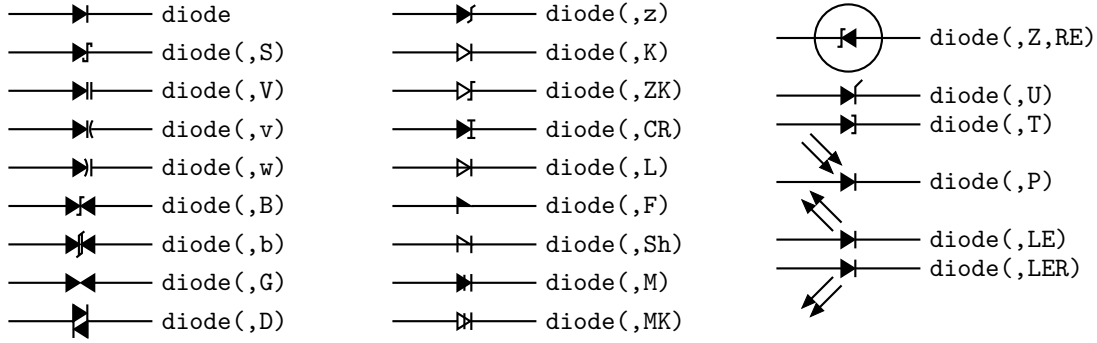 diode
diode(,S)
diode(,V)
diode(,v)
diode(,w)
diode(,B)
diode(,b)
diode(,G)
diode(,D)
diode(,z)
diode(,K)
diode(,ZK)
diode(,CR)
diode(,L)
diode(,F)
diode(,Sh)
diode(,M)
diode(,MK)
diode(,Z,RE)
diode(,U)
diode(,T)
diode(,P)
diode(,LE)
diode(,LER)